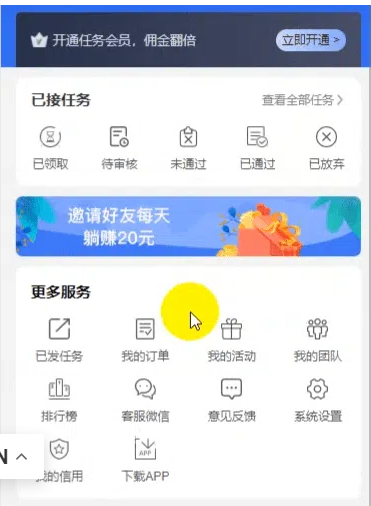 开通任务会员，佣金翻倍
立即开通 >
已接任务
查看全部任务 >
已领取
待审核
未通过
已通过
已放弃
邀请好友每天
躺赚20元
更多服务
已发任务
我的订单
我的活动
我的团队
排行榜
客服微信
意见反馈
系统设置
N
我的信用
APP
下载APP